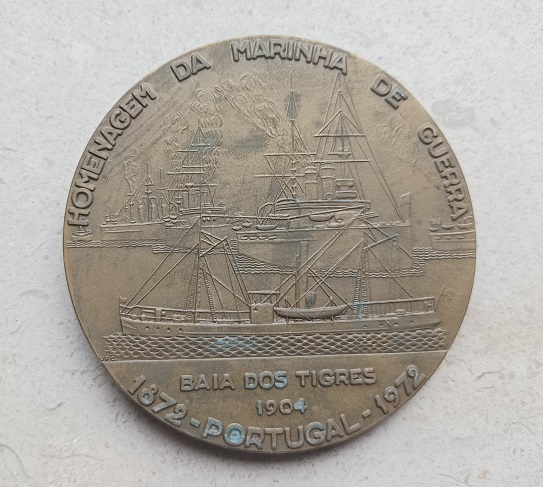 HOMENAGEM DA MARINHA DE GUERRA
BAIA DOS TIGRES
1904
1872-PORTUGAL-1972